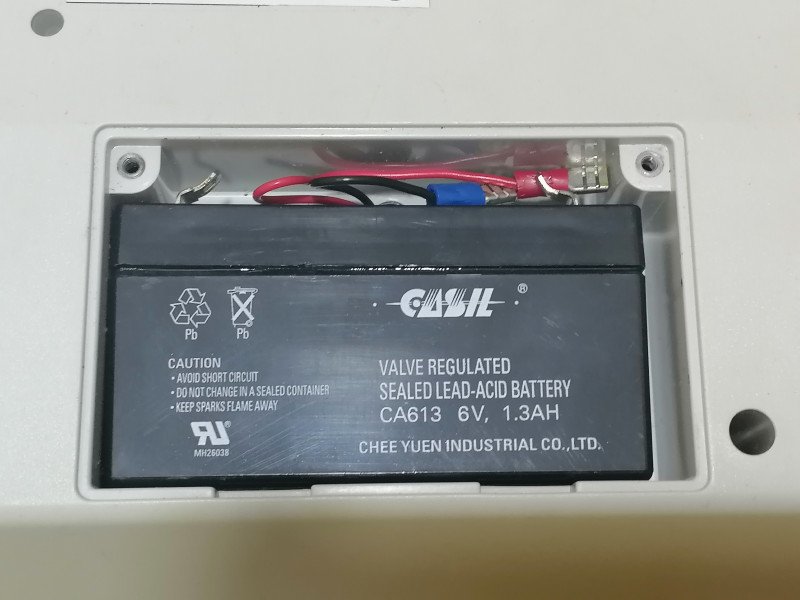 Pb
Pb
CASIL®
CAUTION
• AVOID SHORT CIRCUIT
• DO NOT CHANGE IN A SEALED CONTAINER
• KEEP SPARKS FLAME AWAY
MH26038
VALVE REGULATED
SEALED LEAD-ACID BATTERY
CA613 6V, 1.3AH
CHEE YUEN INDUSTRIAL CO.,LTD.